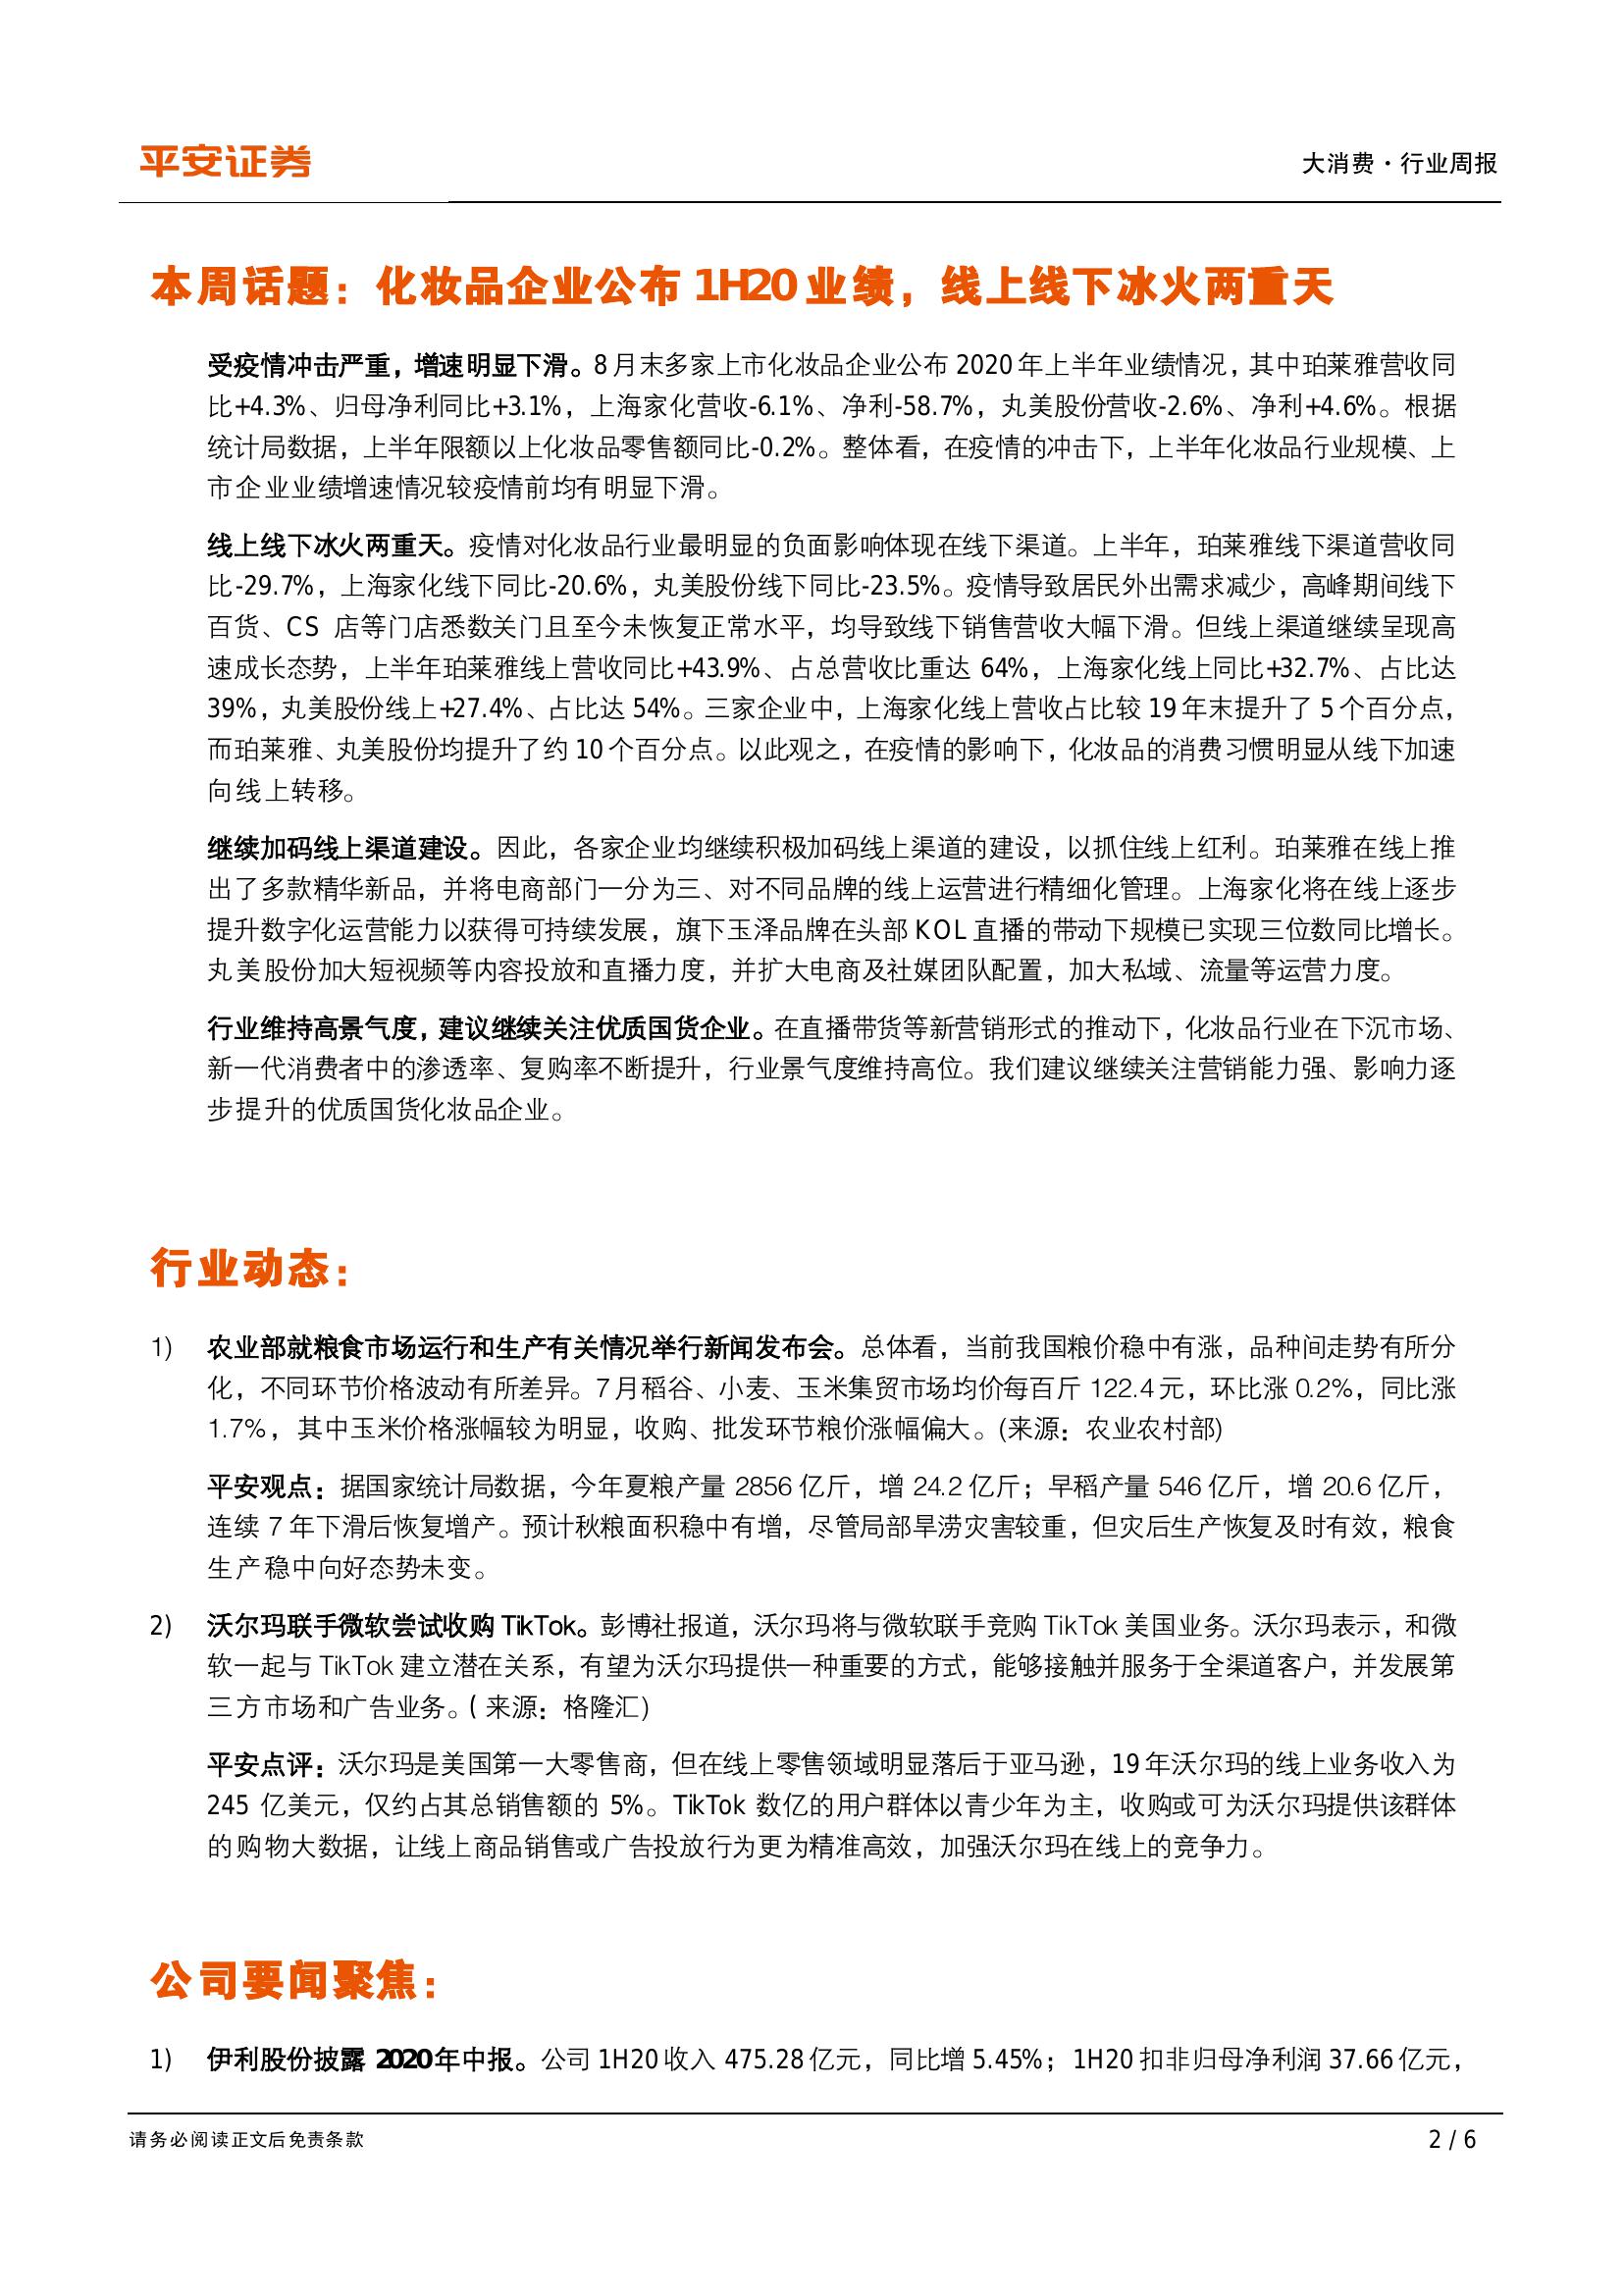 平安证券
大消费·行业周报
本周话题：化妆品企业公布 1H20 业绩，线上线下冰火两重天
受疫情冲击严重，增速明显下滑。8 月末多家上市化妆品企业公布 2020 年上半年业绩情况，其中珀莱雅营收同
比+4.3%、归母净利同比+3.1%，上海家化营收-6.1%、净利-58.7%，丸美股份营收-2.6%、净利+4.6%。根据
统计局数据，上半年限额以上化妆品零售额同比-0.2%。整体看，在疫情的冲击下，上半年化妆品行业规模、上
市企业业绩增速情况较疫情前均有明显下滑。
线上线下冰火两重天。疫情对化妆品行业最明显的负面影响体现在线下渠道。上半年，珀莱雅线下渠道营收同
比-29.7%，上海家化线下同比-20.6%，丸美股份线下同比-23.5%。疫情导致居民外出需求减少，高峰期间线下
百货、CS 店等门店悉数关门且至今未恢复正常水平，均导致线下销售营收大幅下滑。但线上渠道继续呈现高
速成长态势，上半年珀莱雅线上营收同比+43.9%、占总营收比重达 64%，上海家化线上同比+32.7%、占比达
39%，丸美股份线上+27.4%、占比达 54%。三家企业中，上海家化线上营收占比较 19 年末提升了 5 个百分点，
而珀莱雅、丸美股份均提升了约 10 个百分点。以此观之，在疫情的影响下，化妆品的消费习惯明显从线下加速
向线上转移。
继续加码线上渠道建设。因此，各家企业均继续积极加码线上渠道的建设，以抓住线上红利。珀莱雅在线上推
出了多款精华新品，并将电商部门一分为三、对不同品牌的线上运营进行精细化管理。上海家化将在线上逐步
提升数字化运营能力以获得可持续发展，旗下玉泽品牌在头部 KOL 直播的带动下规模已实现三位数同比增长。
丸美股份加大短视频等内容投放和直播力度，并扩大电商及社媒团队配置，加大私域、流量等运营力度。
行业维持高景气度，建议继续关注优质国货企业。在直播带货等新营销形式的推动下，化妆品行业在下沉市场、
新一代消费者中的渗透率、复购率不断提升，行业景气度维持高位。我们建议继续关注营销能力强、影响力逐
步提升的优质国货化妆品企业。
行业动态：
1) 农业部就粮食市场运行和生产有关情况举行新闻发布会。总体看，当前我国粮价稳中有涨，品种间走势有所分
化，不同环节价格波动有所差异。7 月稻谷、小麦、玉米集贸市场均价每百斤 122.4 元，环比涨 0.2%，同比涨
1.7%，其中玉米价格涨幅较为明显，收购、批发环节粮价涨幅偏大。(来源：农业农村部)
平安观点：据国家统计局数据，今年夏粮产量 2856 亿斤，增 24.2 亿斤；早稻产量 546 亿斤，增 20.6 亿斤，
连续 7 年下滑后恢复增产。预计秋粮面积稳中有增，尽管局部旱涝灾害较重，但灾后生产恢复及时有效，粮食
生产稳中向好态势未变。
2) 沃尔玛联手微软尝试收购 TikTok。彭博社报道，沃尔玛将与微软联手竞购 TikTok 美国业务。沃尔玛表示，和微
软一起与 TikTok 建立潜在关系，有望为沃尔玛提供一种重要的方式，能够接触并服务于全渠道客户，并发展第
三方市场和广告业务。( 来源：格隆汇)
平安点评：沃尔玛是美国第一大零售商，但在线上零售领域明显落后于亚马逊，19 年沃尔玛的线上业务收入为
245 亿美元，仅约占其总销售额的 5%。TikTok 数亿的用户群体以青少年为主，收购或可为沃尔玛提供该群体
的购物大数据，让线上商品销售或广告投放行为更为精准高效，加强沃尔玛在线上的竞争力。
公司要闻聚焦：
1) 伊利股份披露 2020 年中报。公司 1H20 收入 475.28 亿元，同比增 5.45%；1H20 扣非归母净利润 37.66 亿元，
请务必阅读正文后免责条款
2 / 6